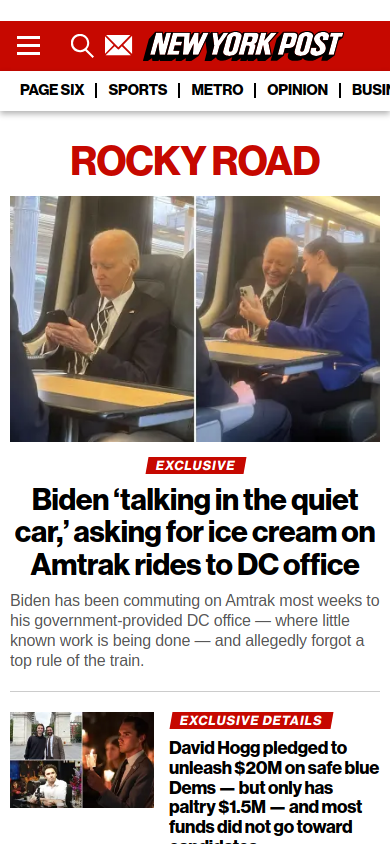 NEW YORK POST
PAGE SIX | SPORTS | METRO | OPINION | BUSIN
ROCKY ROAD
EXCLUSIVE
Biden ‘talking in the quiet
car,’ asking for ice cream on
Amtrak rides to DC office
Biden has been commuting on Amtrak most weeks to
his government-provided DC office — where little
known work is being done — and allegedly forgot a
top rule of the train.
EXCLUSIVE DETAILS
David Hogg pledged to
unleash $20M on safe blue
Dems — but only has
paltry $1.5M — and most
funds did not go toward
candidates